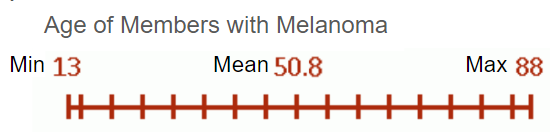 Age of Members with Melanoma
Min 13 Mean 50.8 Max 88